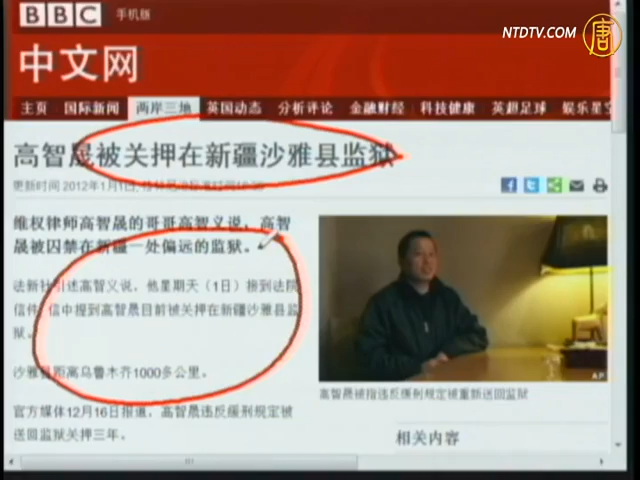 BBC 手机版
NTDTV.COM 唐
中文网
主页 国际新闻 两岸三地 英国动态 分析评论 金融财经 科技健康 英超足球 娱乐星空
高智晟被关押在新疆沙雅县监狱
更新时间 2012年1月1日,
维权律师高智晟的哥哥高智义说,高智
晟被囚禁在新疆一处偏远的监狱。
法新社引述高智义说,他星期天(1日)接到法院
信件,信中提到高智晟目前被关押在新疆沙雅县监
狱。
沙雅县距离乌鲁木齐1000多公里。
官方媒体12月16日报道,高智晟违反缓刑规定被
送回监狱关押三年。
AP
高智晟被指违反缓刑规定被重新送回监狱
相关内容